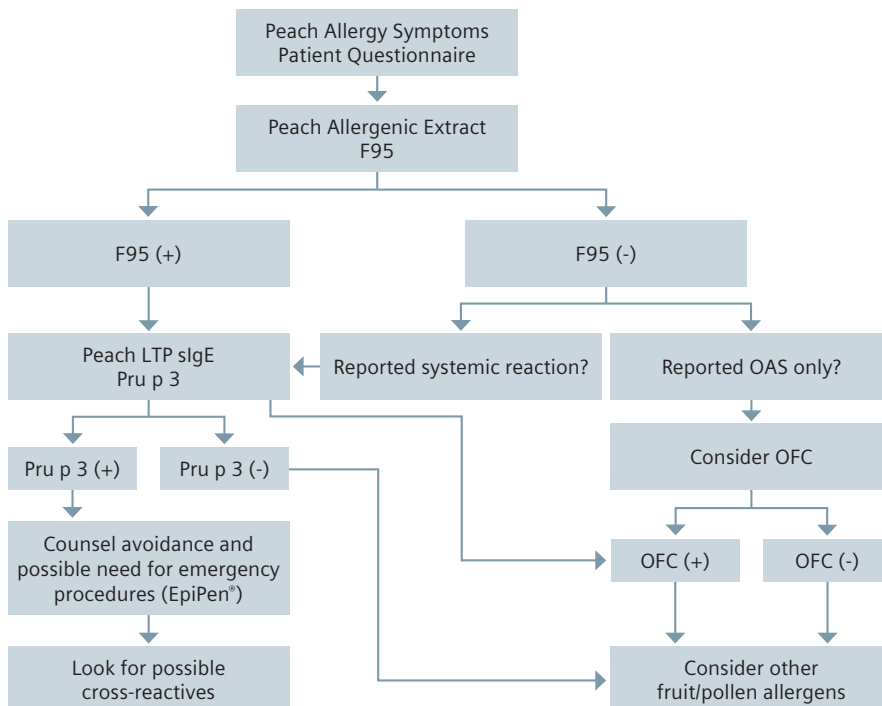 Peach Allergy Symptoms
Patient Questionnaire
Peach Allergenic Extract
F95
F95 (+)
F95 (-)
Peach LTP sIgE
Pru p 3
Reported systemic reaction?
Reported OAS only?
Pru p 3 (+)
Pru p 3 (-)
Consider OFC
Counsel avoidance and
possible need for emergency
procedures (EpiPen®)
OFC (+)
OFC (-)
Look for possible
cross-reactives
Consider other
fruit/pollen allergens